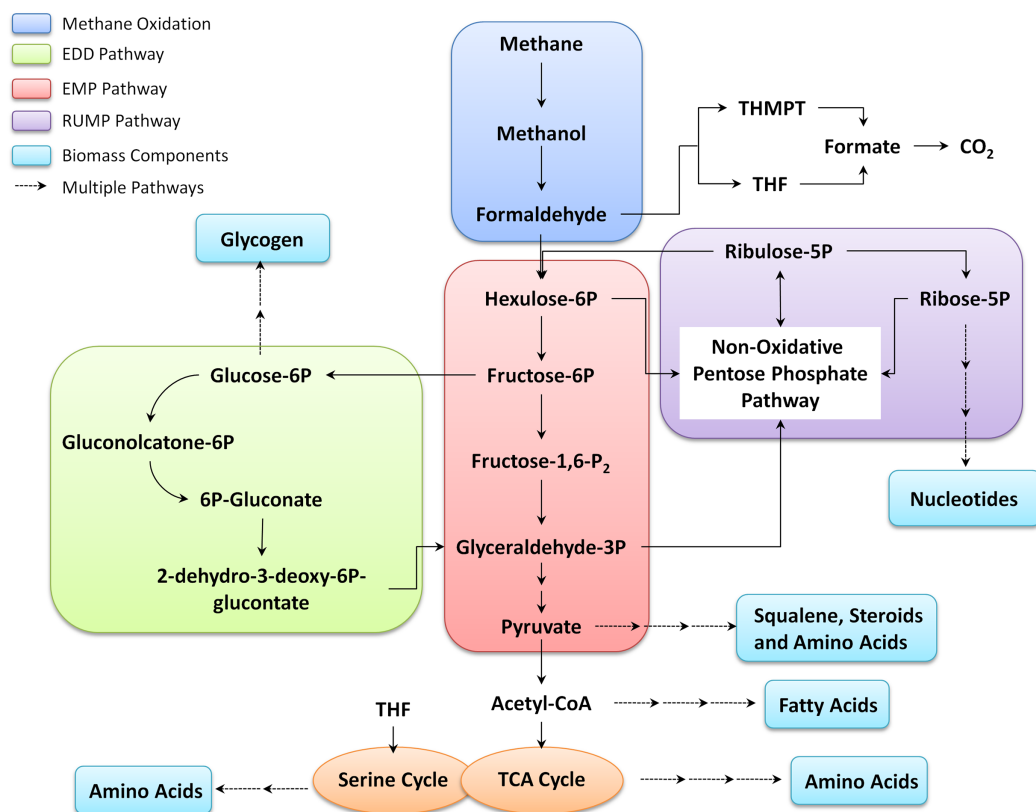 Methane Oxidation
EDD Pathway
EMP Pathway
RUMP Pathway
Biomass Components
Multiple Pathways
Methane
Methanol
Formaldehyde
THMPT
THF
Formate
CO₂
Glycogen
Ribulose-5P
Ribose-5P
Hexulose-6P
Non-Oxidative
Pentose Phosphate
Pathway
Glucose-6P
Fructose-6P
Gluconolcatone-6P
Fructose-1,6-P₂
6P-Gluconate
Nucleotides
Glyceraldehyde-3P
2-dehydro-3-deoxy-6P-
glucontate
Pyruvate
Squalene, Steroids
and Amino Acids
Acetyl-CoA
Fatty Acids
THF
Serine Cycle
TCA Cycle
Amino Acids
Amino Acids